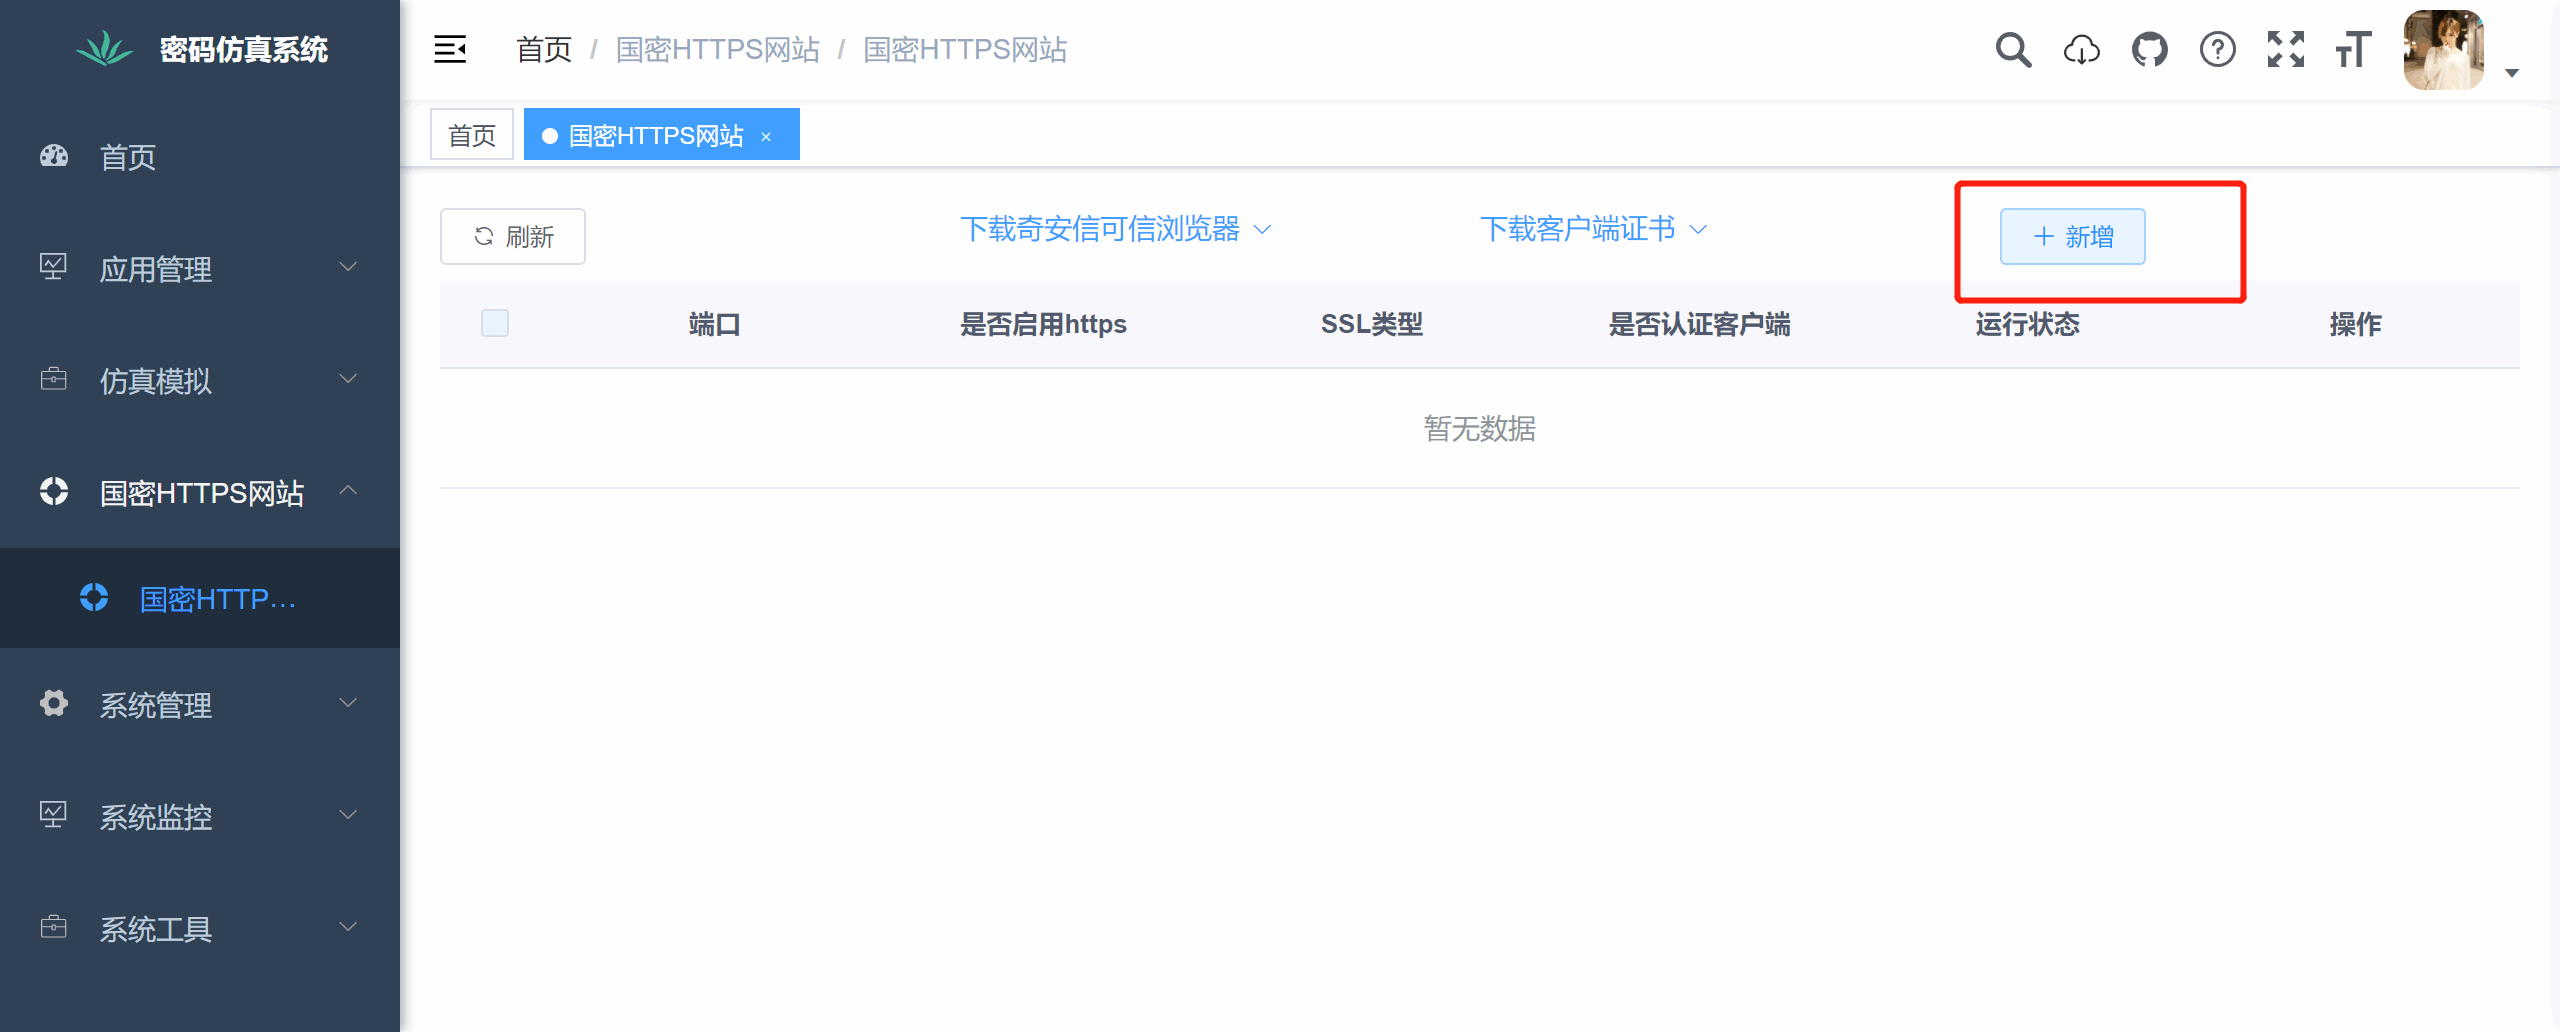 密码仿真系统
首页 / 国密HTTPS网站 / 国密HTTPS网站
首页
国密HTTPS网站 ×
首页
应用管理
仿真模拟
国密HTTPS网站
国密HTTP...
系统管理
系统监控
系统工具
刷新
下载奇安信可信浏览器
下载客户端证书
+ 新增
端口 是否启用https SSL类型 是否认证客户端 运行状态 操作
暂无数据